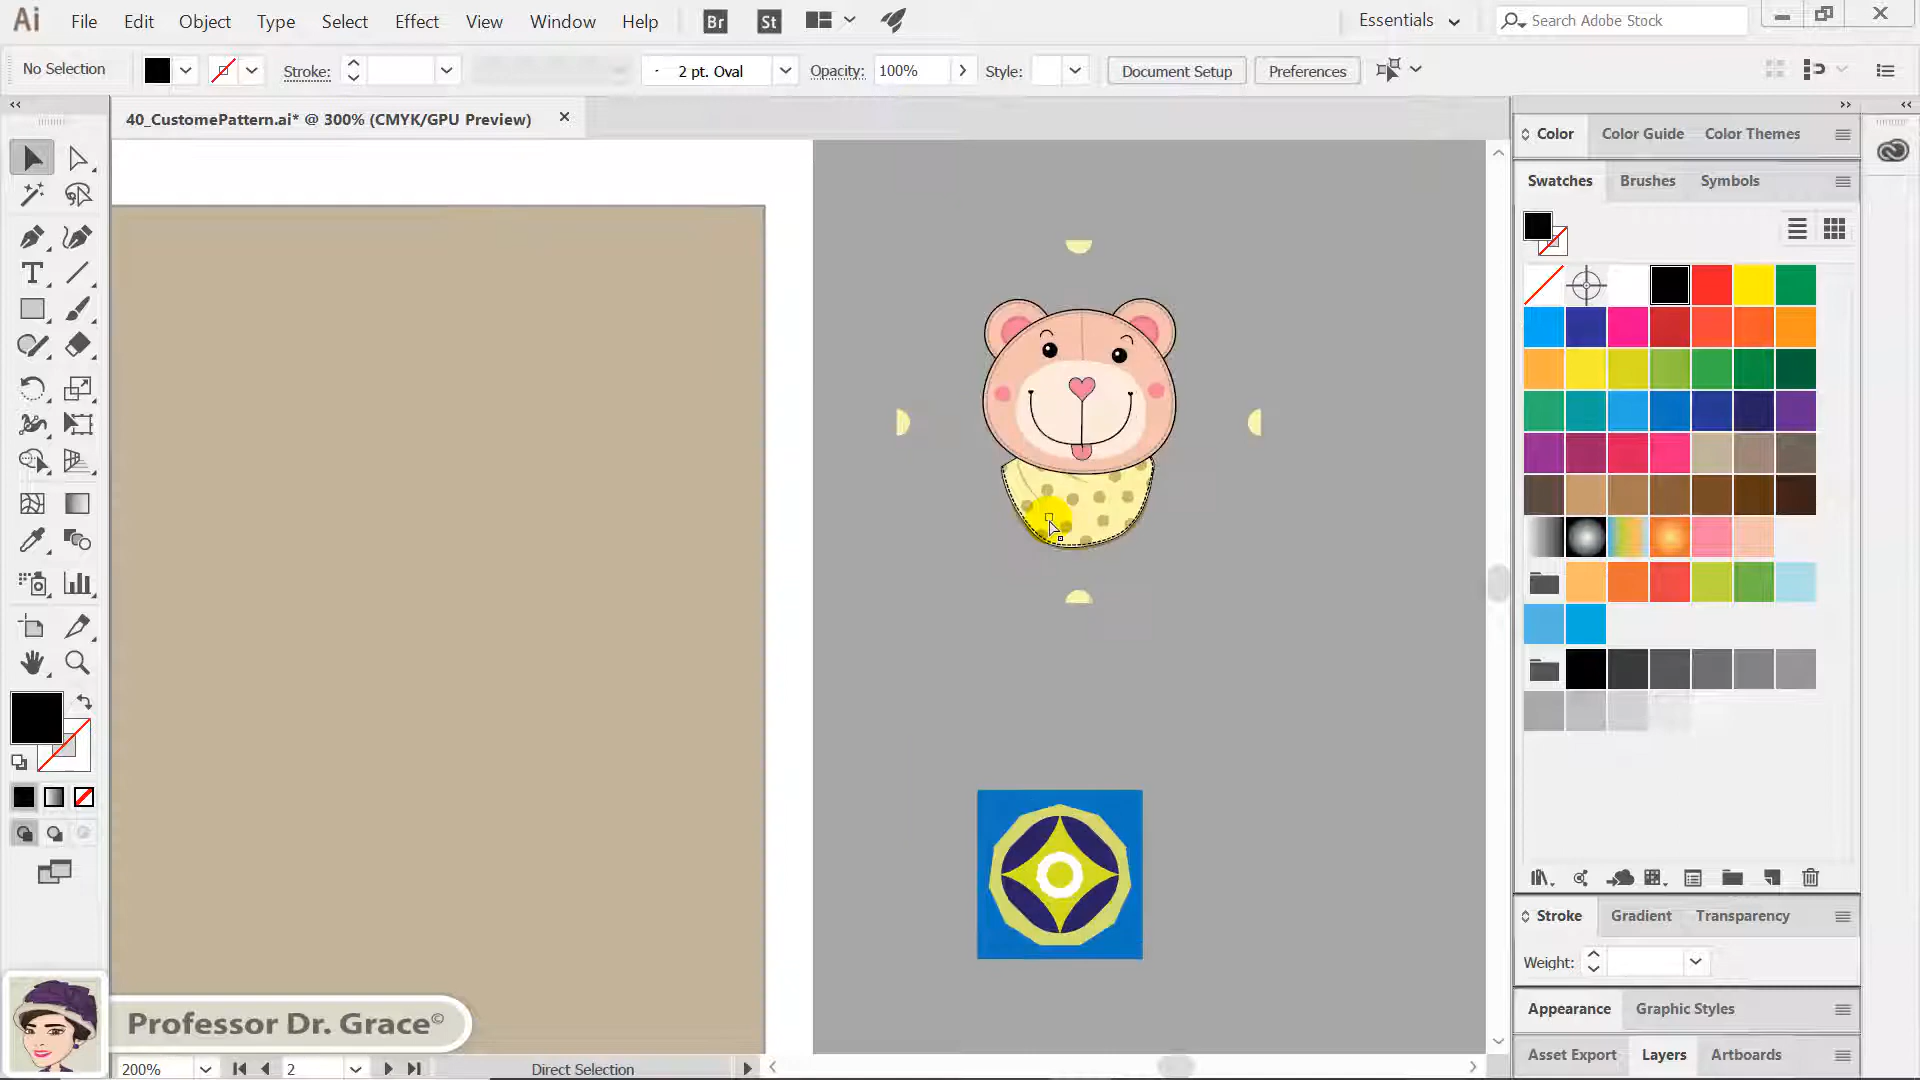 Ai File Edit Object Type Select Effect View Window Help Br St Essentials Search Adobe Stock
No Selection Stroke: 2 pt. Oval Opacity: 100% Style: Document Setup Preferences
40_CustomePattern.ai* @ 300% (CMYK/GPU Preview)
Color Color Guide Color Themes
Swatches Brushes Symbols
Stroke Gradient Transparency
Weight:
Appearance Graphic Styles
Asset Export Layers Artboards
Professor Dr. Grace©
200% 2 Direct Selection